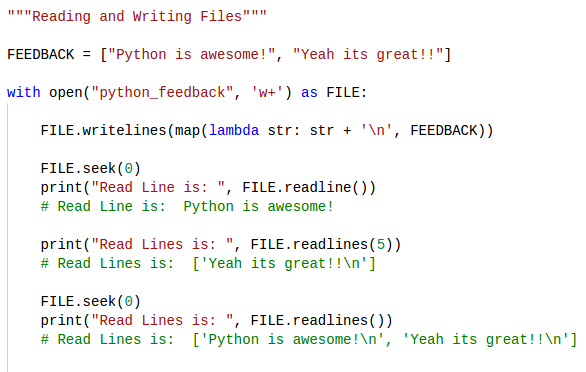 """Reading and Writing Files"""
FEEDBACK = ["Python is awesome!", "Yeah its great!!"]
with open("python_feedback", 'w+') as FILE:
    FILE.writelines(map(lambda str: str + '\n', FEEDBACK))
    FILE.seek(0)
    print("Read Line is: ", FILE.readline())
    # Read Line is:  Python is awesome!
    print("Read Lines is: ", FILE.readlines(5))
    # Read Lines is:  ['Yeah its great!!\n']
    FILE.seek(0)
    print("Read Lines is: ", FILE.readlines())
    # Read Lines is:  ['Python is awesome!\n', 'Yeah its great!!\n']